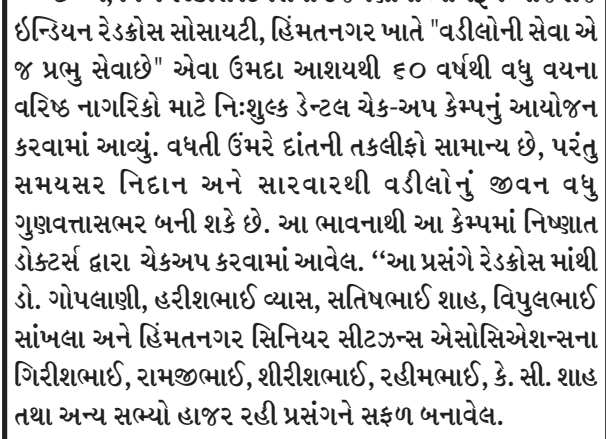 ઇન્ડિયન રેડક્રોસ સોસાયટી, હિંમતનગર ખાતે "વડીલોની સેવા એ
જ પ્રભુ સેવાછે" એવા ઉમદા આશયથી ૬૦ વર્ષથી વધુ વયના
વરિષ્ઠ નાગરિકો માટે નિઃશુલ્ક ડેન્ટલ ચેક-અપ કેમ્પનું આયોજન
કરવામાં આવ્યું. વધતી ઉંમરે દાંતની તકલીફો સામાન્ય છે, પરંતુ
સમયસર નિદાન અને સારવારથી વડીલોનું જીવન વધુ
ગુણવત્તાસભર બની શકે છે. આ ભાવનાથી આ કેમ્પમાં નિષ્ણાત
ડોક્ટર્સ દ્વારા ચેકઅપ કરવામાં આવેલ. “આ પ્રસંગે રેડક્રોસ માંથી
ડો. ગોપલાણી, હરીશભાઈ વ્યાસ, સતિષભાઈ શાહ, વિપુલભાઈ
સાંખલા અને હિંમતનગર સિનિયર સીટઝન્સ એસોસિએશન્સના
ગિરીશભાઈ, રામજીભાઈ, શીરીશભાઈ, રહીમભાઈ, કે. સી. શાહ
તથા અન્ય સભ્યો હાજર રહી પ્રસંગને સફળ બનાવેલ.